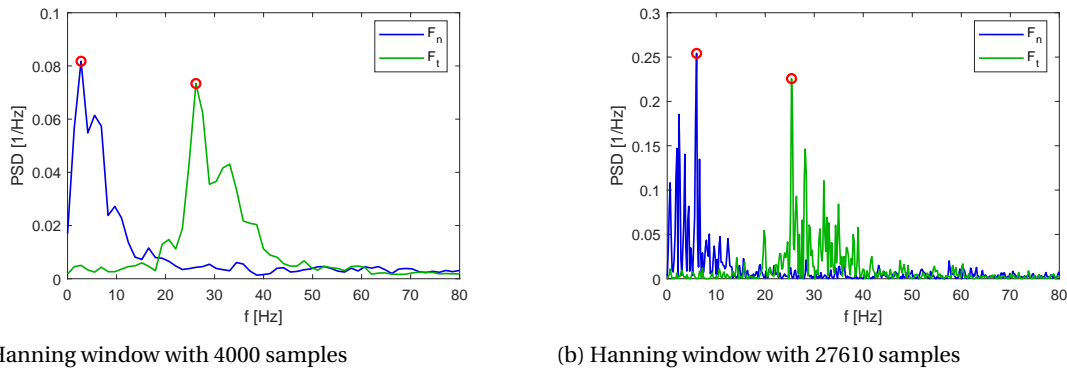 0.1
0.08
0.06
0.04
0.02
0
PSD [1/Hz]
0 10 20 30 40 50 60 70 80
f [Hz]
F_n
F_t
Hanning window with 4000 samples
0.3
0.25
0.20
0.15
0.10
0.05
0
PSD [1/Hz]
0 10 20 30 40 50 60 70 80
f [Hz]
F_n
F_t
(b) Hanning window with 27610 samples